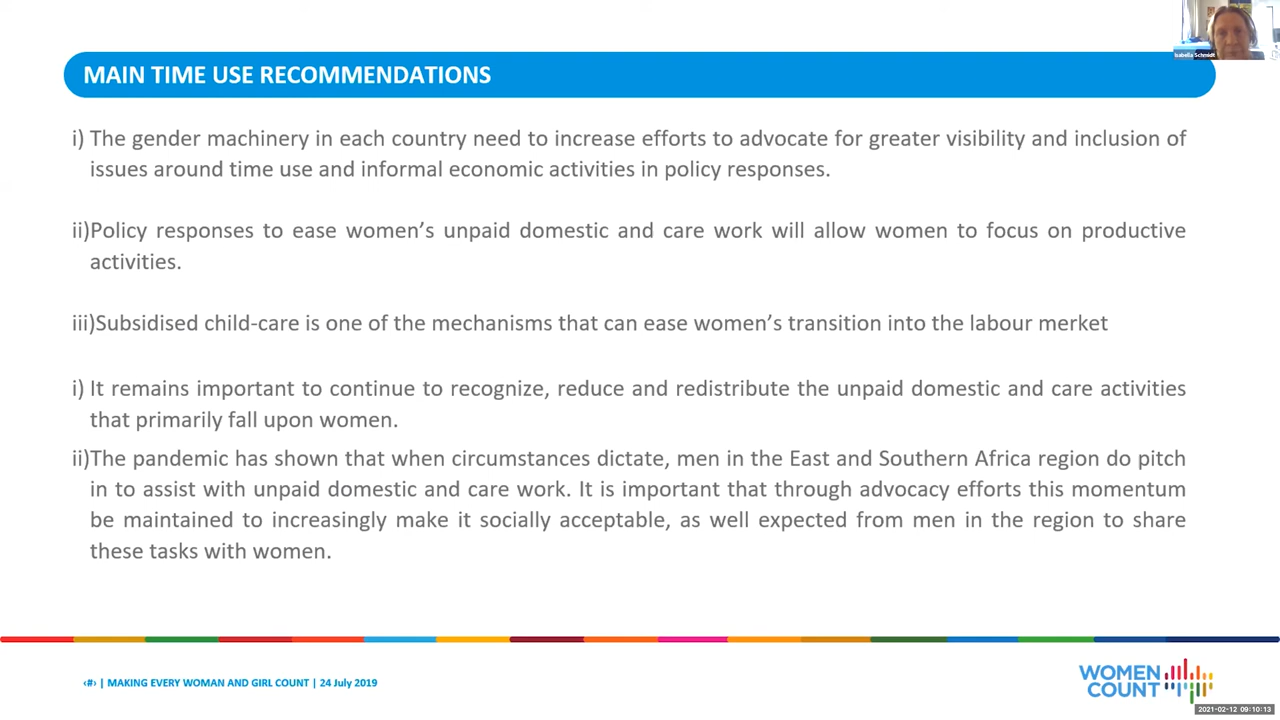 Isabella Schmidt
MAIN TIME USE RECOMMENDATIONS
i) The gender machinery in each country need to increase efforts to advocate for greater visibility and inclusion of
issues around time use and informal economic activities in policy responses.
ii)Policy responses to ease women’s unpaid domestic and care work will allow women to focus on productive
activities.
iii)Subsidised child-care is one of the mechanisms that can ease women’s transition into the labour merket
i) It remains important to continue to recognize, reduce and redistribute the unpaid domestic and care activities
that primarily fall upon women.
ii)The pandemic has shown that when circumstances dictate, men in the East and Southern Africa region do pitch
in to assist with unpaid domestic and care work. It is important that through advocacy efforts this momentum
be maintained to increasingly make it socially acceptable, as well expected from men in the region to share
these tasks with women.
‹#› | MAKING EVERY WOMAN AND GIRL COUNT | 24 July 2019
WOMEN
COUNT
2021-02-12 09:10:13